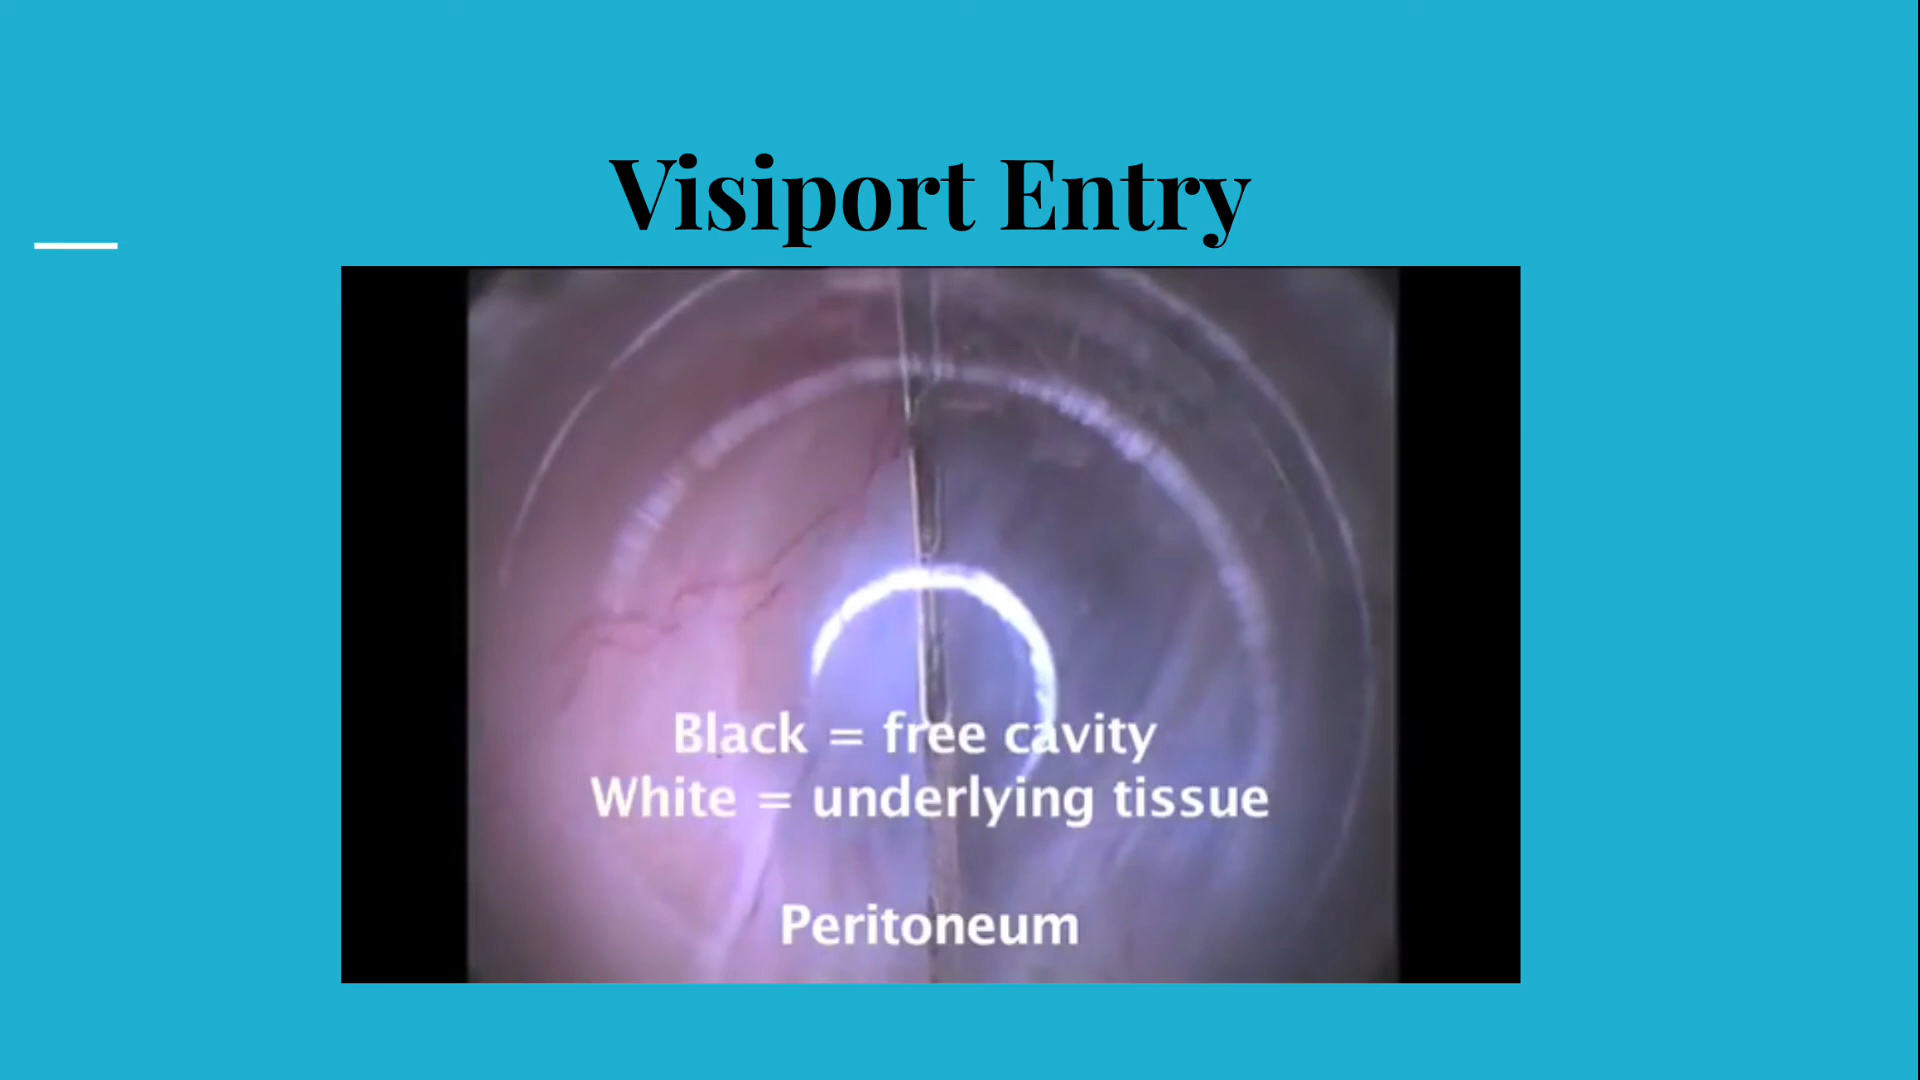 Visiport Entry
Black = free cavity
White = underlying tissue
Peritoneum